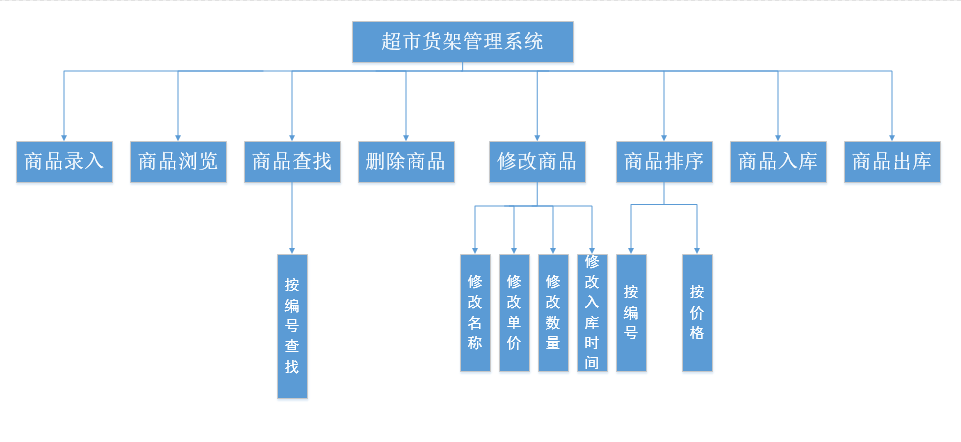 超市货架管理系统
商品录入
商品浏览
商品查找
删除商品
修改商品
商品排序
商品入库
商品出库
按编号查找
修改名称
修改单价
修改数量
修改入库时间
按编号
按价格